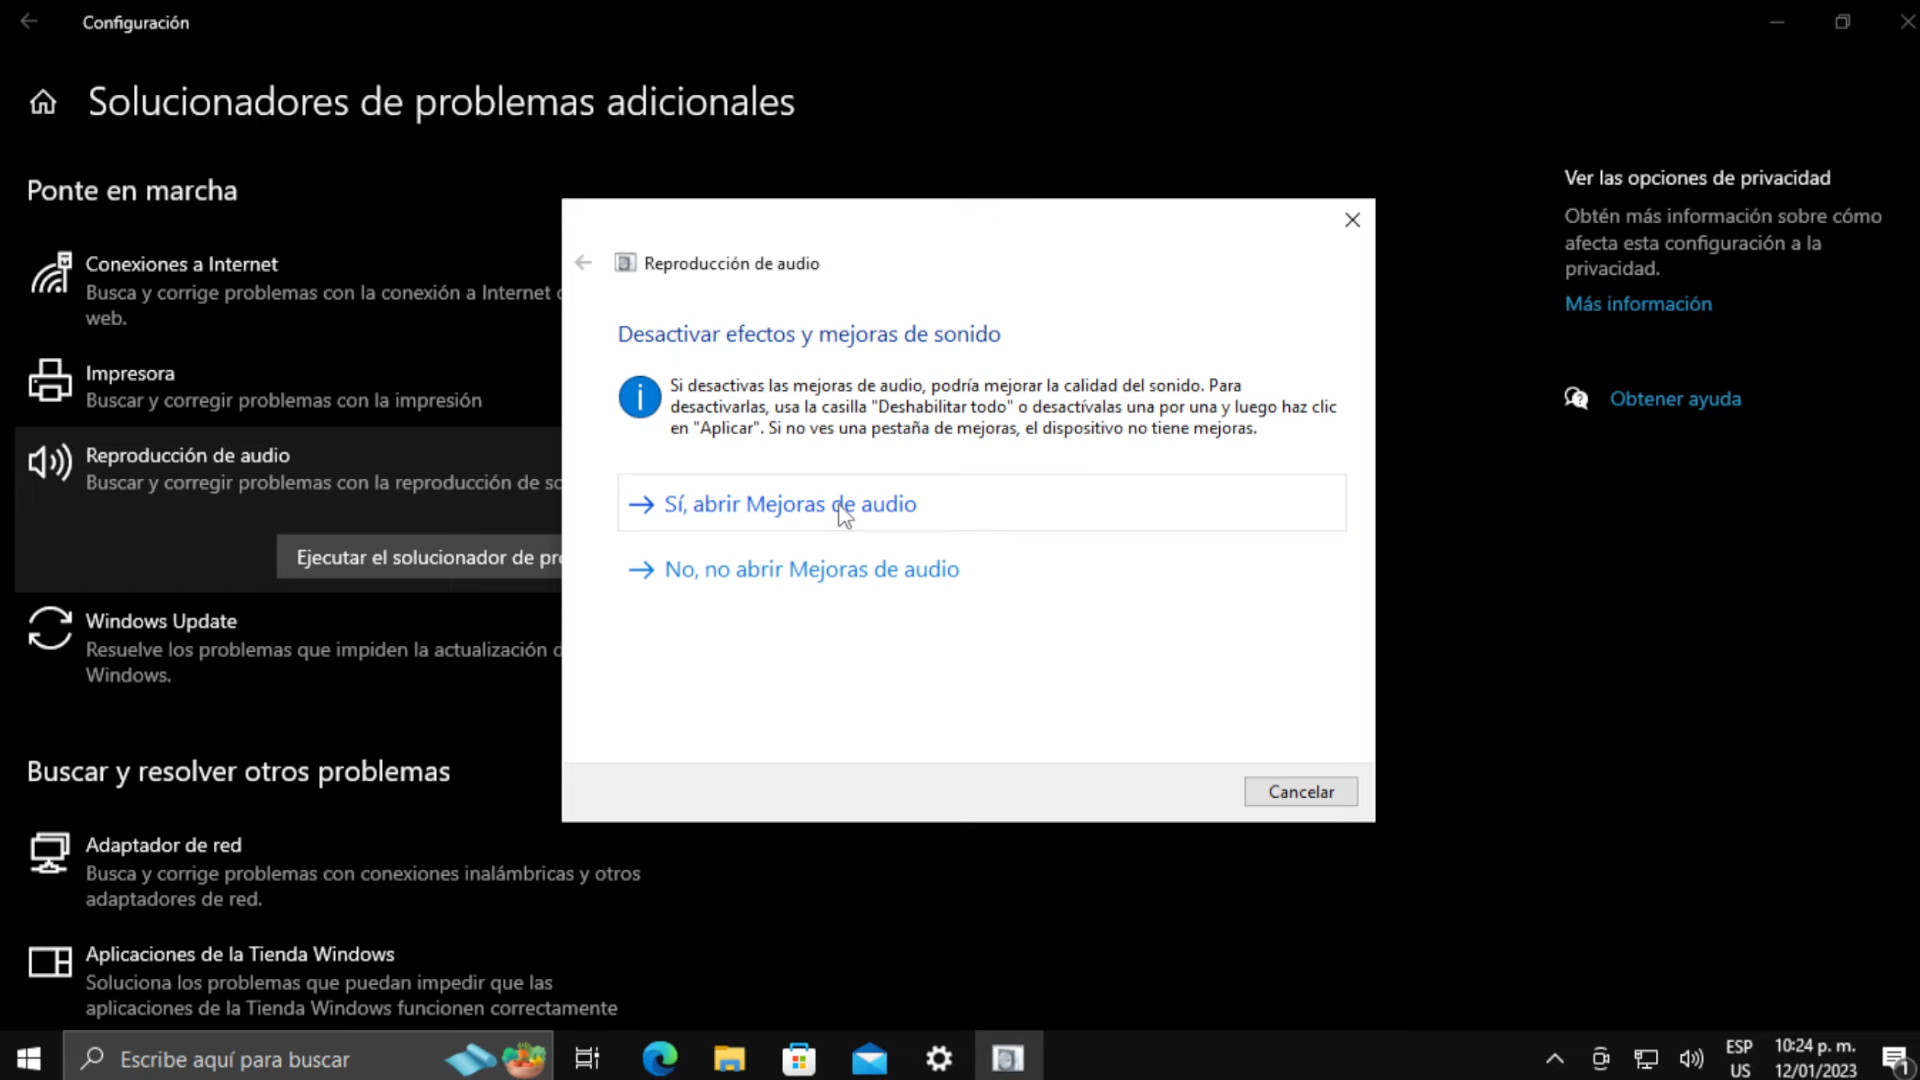 Configuración
Solucionadores de problemas adicionales
Ponte en marcha
Conexiones a Internet
Busca y corrige problemas con la conexión a Internet
web.
Impresora
Buscar y corregir problemas con la impresión
Reproducción de audio
Buscar y corregir problemas con la reproducción de
Ejecutar el solucionador de
Windows Update
Resuelve los problemas que impiden la actualización
Windows.
Buscar y resolver otros problemas
Adaptador de red
Busca y corrige problemas con conexiones inalámbricas y otros
adaptadores de red.
Aplicaciones de la Tienda Windows
Soluciona los problemas que puedan impedir que las
aplicaciones de la Tienda Windows funcionen correctamente
Reproducción de audio
Desactivar efectos y mejoras de sonido
Si desactivas las mejoras de audio, podría mejorar la calidad del sonido. Para
desactivarlas, usa la casilla "Deshabilitar todo" o desactívalas una por una y luego haz clic
en "Aplicar". Si no ves una pestaña de mejoras, el dispositivo no tiene mejoras.
Sí, abrir Mejoras de audio
No, no abrir Mejoras de audio
Cancelar
Ver las opciones de privacidad
Obtén más información sobre cómo
afecta esta configuración a la
privacidad.
Más información
Obtener ayuda
Escribe aquí para buscar
ESP
US
10:24 p. m.
12/01/2023
1